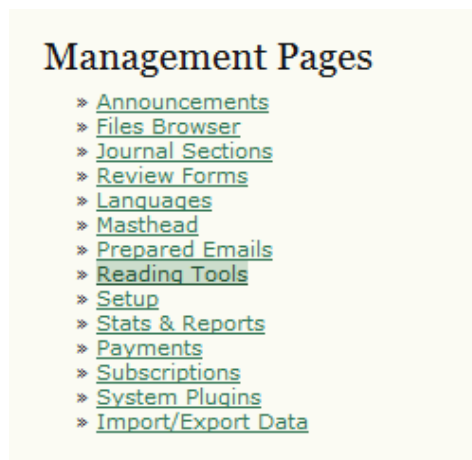 Management Pages
» Announcements
» Files Browser
» Journal Sections
» Review Forms
» Languages
» Masthead
» Prepared Emails
» Reading Tools
» Setup
» Stats & Reports
» Payments
» Subscriptions
» System Plugins
» Import/Export Data